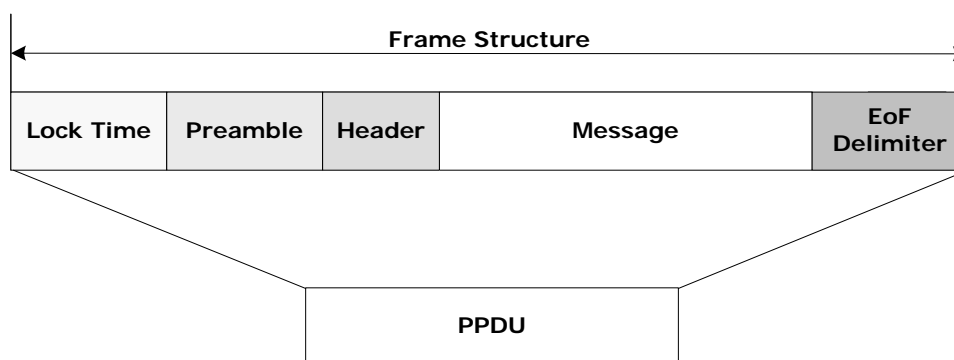 Frame Structure
Lock Time
Preamble
Header
Message
EoF
Delimiter
PPDU